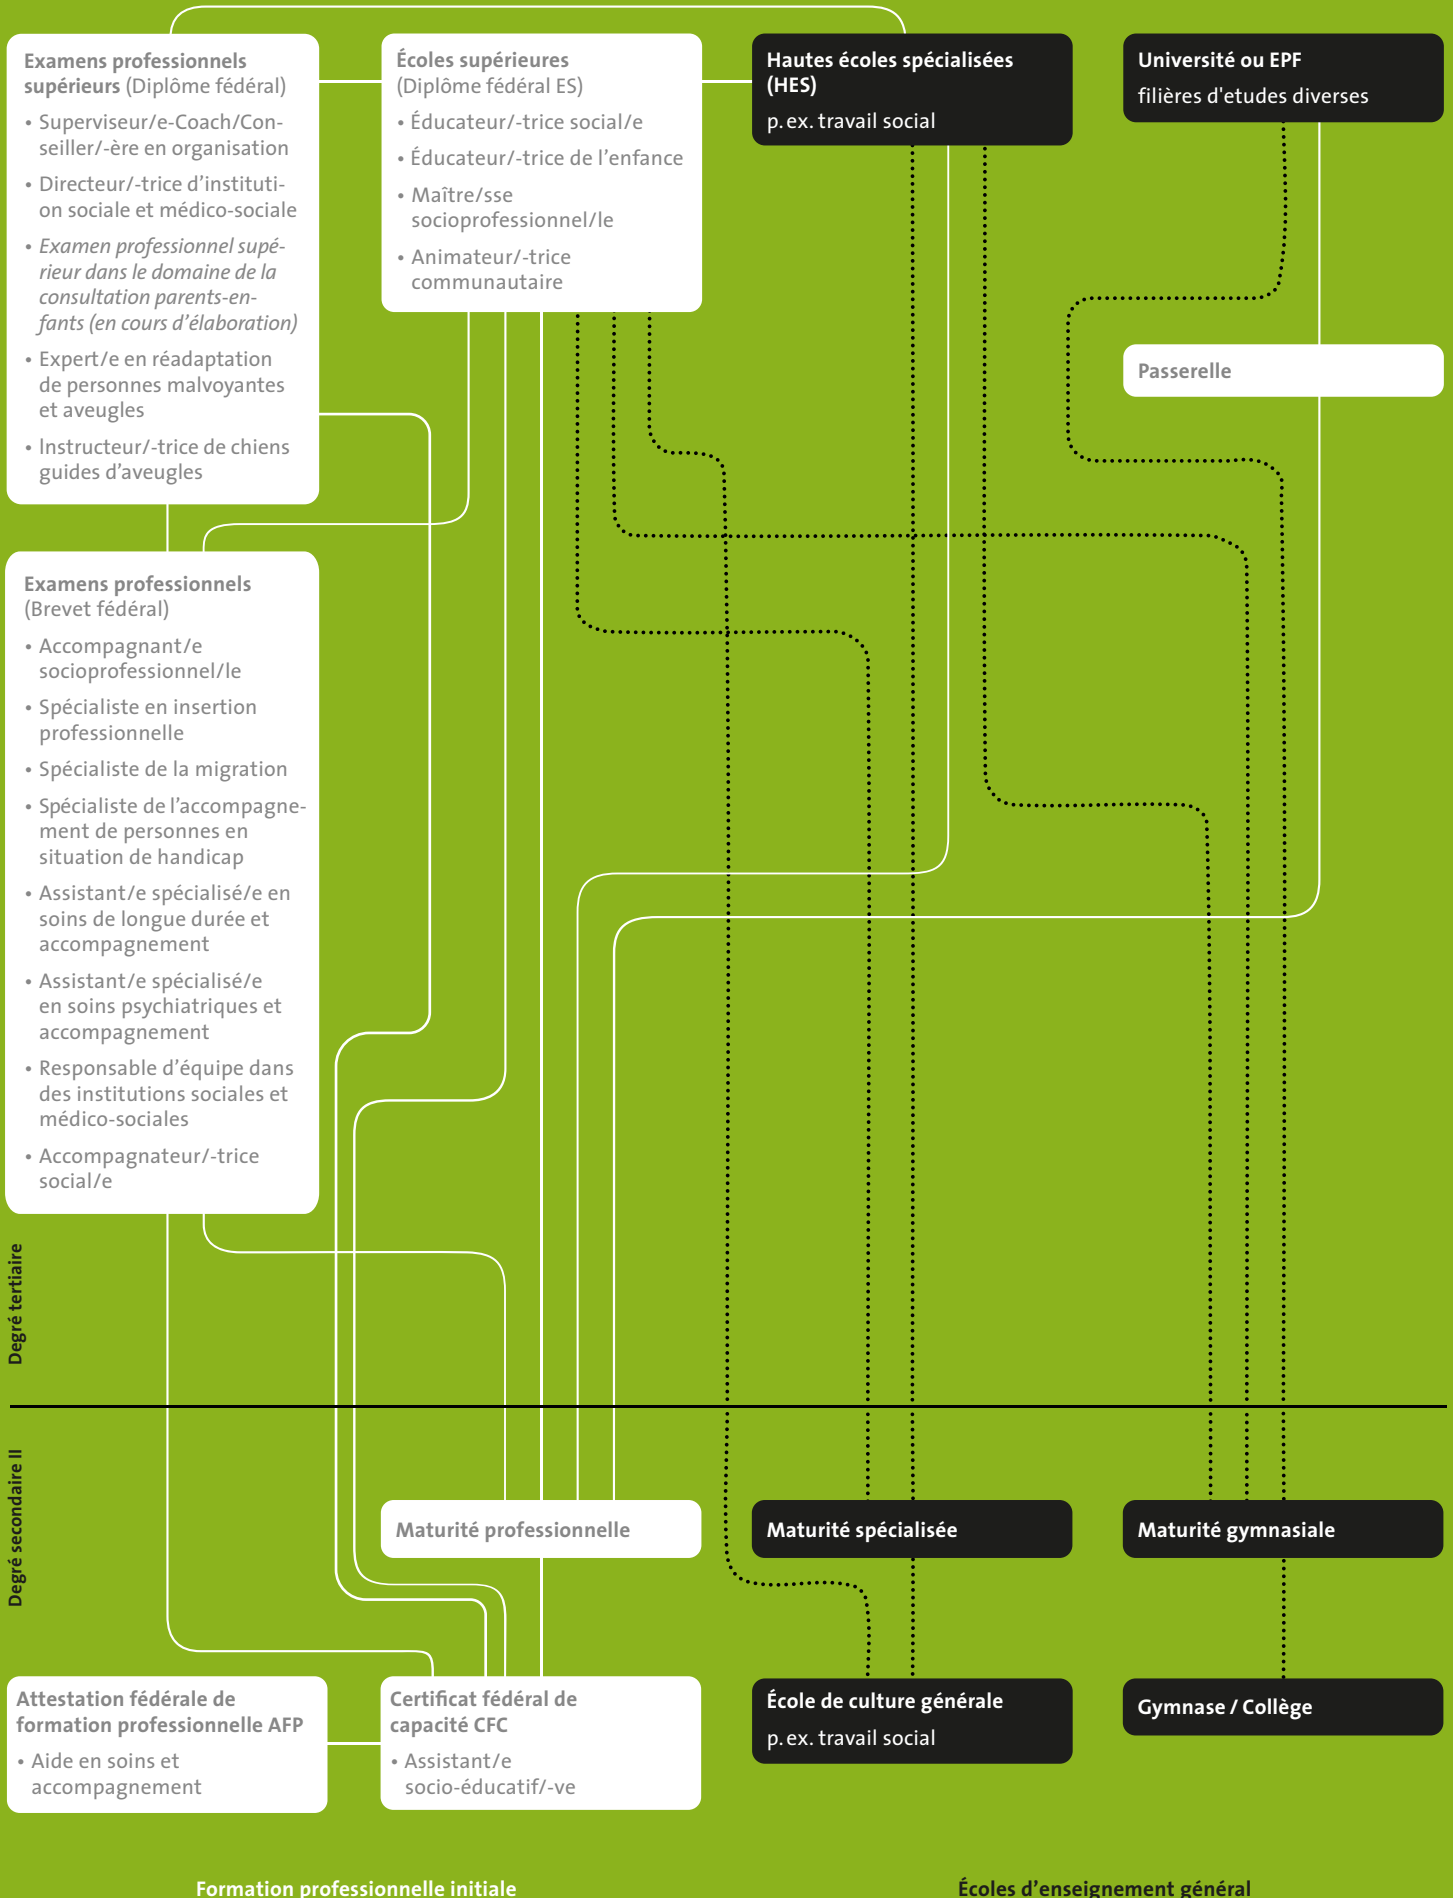 Examens professionnels
supérieurs (Diplôme fédéral)
• Superviseur/e-Coach/Con-
seiller/-ère en organisation
• Directeur/-trice d'instituti-
on sociale et médico-sociale
• Examen professionnel supé-
rieur dans le domaine de la
consultation parents-en-
fants (en cours d'élaboration)
• Expert/e en réadaptation
de personnes malvoyantes
et aveugles
• Instructeur/-trice de chiens
guides d'aveugles
Écoles supérieures
(Diplôme fédéral ES)
• Éducateur/-trice social/e
• Éducateur/-trice de l'enfance
• Maître/sse
socioprofessionnel/le
• Animateur/-trice
communautaire
Hautes écoles spécialisées
(HES)
p. ex. travail social
Université ou EPF
filières d'etudes diverses
Passerelle
Examens professionnels
(Brevet fédéral)
• Accompagnant/e
socioprofessionnel/le
• Spécialiste en insertion
professionnelle
• Spécialiste de la migration
• Spécialiste de l'accompagne-
ment de personnes en
situation de handicap
• Assistant/e spécialisé/e en
soins de longue durée et
accompagnement
• Assistant/e spécialisé/e
en soins psychiatriques et
accompagnement
• Responsable d'équipe dans
des institutions sociales et
médico-sociales
• Accompagnateur/-trice
social/e
Degré tertiaire
Degré secondaire II
Maturité professionnelle
Maturité spécialisée
Maturité gymnasiale
Attestation fédérale de
formation professionnelle AFP
• Aide en soins et
accompagnement
Certificat fédéral de
capacité CFC
• Assistant/e
socio-éducatif/-ve
École de culture générale
p. ex. travail social
Gymnase / Collège
Formation professionnelle initiale
Écoles d'enseignement général